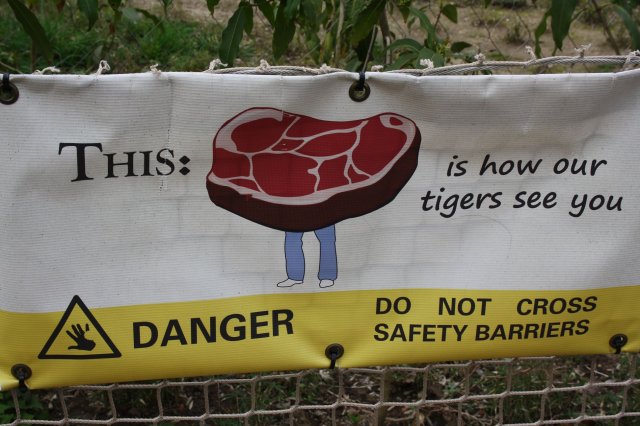 THIS:
is how our
tigers see you
DANGER
DO NOT CROSS
SAFETY BARRIERS